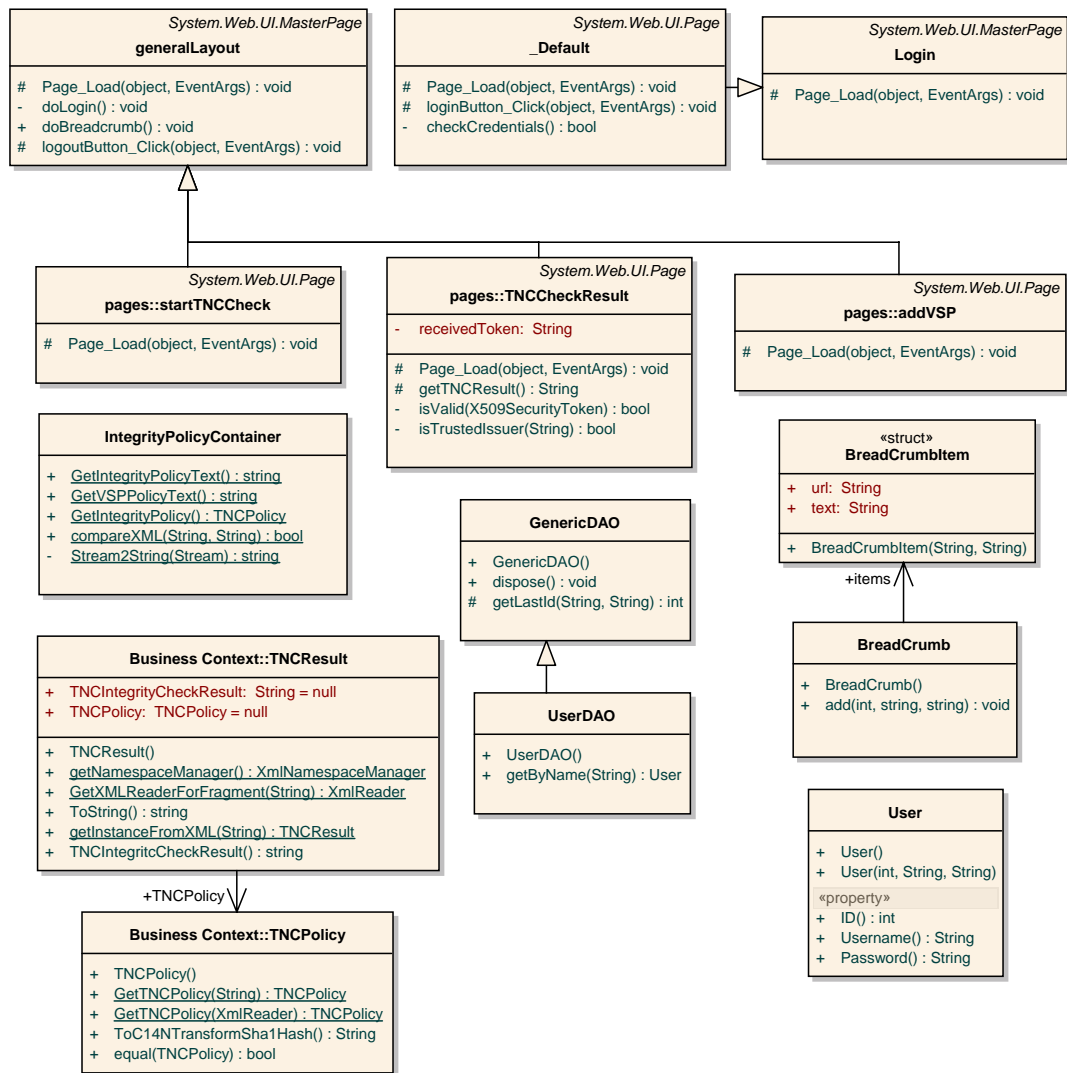 System.Web.UI.MasterPage
generalLayout
# Page_Load(object, EventArgs) : void
- doLogin() : void
+ doBreadcrumb() : void
# logoutButton_Click(object, EventArgs) : void
System.Web.UI.Page
_Default
# Page_Load(object, EventArgs) : void
# loginButton_Click(object, EventArgs) : void
- checkCredentials() : bool
System.Web.UI.MasterPage
Login
# Page_Load(object, EventArgs) : void
System.Web.UI.Page
pages::startTNCCheck
# Page_Load(object, EventArgs) : void
System.Web.UI.Page
pages::TNCCheckResult
- receivedToken: String
# Page_Load(object, EventArgs) : void
# getTNCResult() : String
- isValid(X509SecurityToken) : bool
- isTrustedIssuer(String) : bool
System.Web.UI.Page
pages::addVSP
# Page_Load(object, EventArgs) : void
IntegrityPolicyContainer
+ GetIntegrityPolicyText() : string
+ GetVSPPolicyText() : string
+ GetIntegrityPolicy() : TNCPolicy
+ compareXML(String, String) : bool
- Stream2String(Stream) : string
GenericDAO
+ GenericDAO()
+ dispose() : void
# getLastId(String, String) : int
«struct»
BreadCrumbItem
+ url: String
+ text: String
+ BreadCrumbItem(String, String)
+items
BreadCrumb
+ BreadCrumb()
+ add(int, string, string) : void
Business Context::TNCResult
+ TNCIntegrityCheckResult: String = null
+ TNCPolicy: TNCPolicy = null
+ TNCResult()
+ getNamespaceManager() : XmlNamespaceManager
+ GetXMLReaderForFragment(String) : XmlReader
+ ToString() : string
+ getInstanceFromXML(String) : TNCResult
+ TNCIntegritcCheckResult() : string
UserDAO
+ UserDAO()
+ getByName(String) : User
+TNCPolicy
User
+ User()
+ User(int, String, String)
«property»
+ ID() : int
+ Username() : String
+ Password() : String
Business Context::TNCPolicy
+ TNCPolicy()
+ GetTNCPolicy(String) : TNCPolicy
+ GetTNCPolicy(XmlReader) : TNCPolicy
+ ToC14NTransformSha1Hash() : String
+ equal(TNCPolicy) : bool